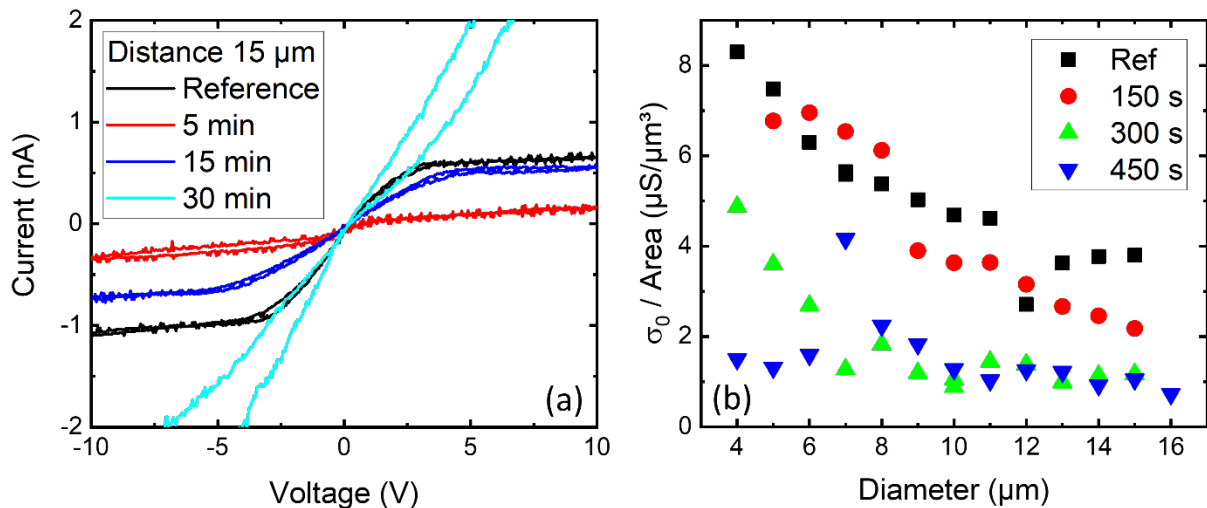 2
1
0
-1
-2
-10
-5
0
5
10
Current (nA)
Voltage (V)
Distance 15 µm
Reference
5 min
15 min
30 min
(a)
8
6
4
2
0
4
6
8
10
12
14
16
σ₀ / Area (µS/µm³)
Diameter (µm)
Ref
150 s
300 s
450 s
(b)